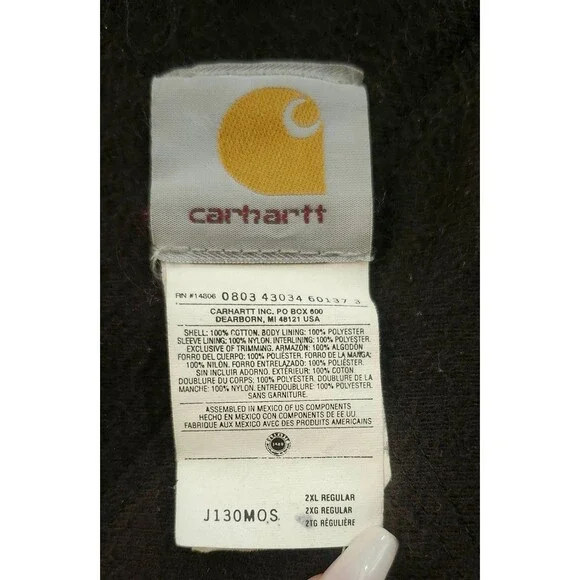 carhartt
RN #14806 0803 43034 60137 3
CARHARTT INC. PO BOX 600
DEARBORN, MI 48121 USA
SHELL: 100% COTTON. BODY LINING: 100% POLYESTER
SLEEVE LINING: 100% NYLON. INTERLINING: 100% POLYESTER.
EXCLUSIVE OF TRIMMING. ARMAZÓN: 100% ALGODÓN
FORRO DEL CUERPO: 100% POLIÉSTER. FORRO DE LA MANGA:
100% NILÓN. FORRO ENTRELAZADO: 100% POLIÉSTER.
SIN INCLUIR ADORNO. EXTÉRIEUR: 100% COTON
DOUBLURE DU CORPS: 100% POLYESTER. DOUBLURE DE LA
MANCHE: 100% NYLON. ENTREDOUBLURE: 100% POLYESTER.
SANS GARNITURE.
ASSEMBLED IN MEXICO OF US COMPONENTS
HECHO EN MEXICO CON COMPONENTES DE EE.UU.
FABRIQUE AUX MEXICO AVEC DES PRODUITS AMERICAINS
1889
2XL REGULAR
J130MOS 2XG REGULAR
2TG RÉGULIÈRE